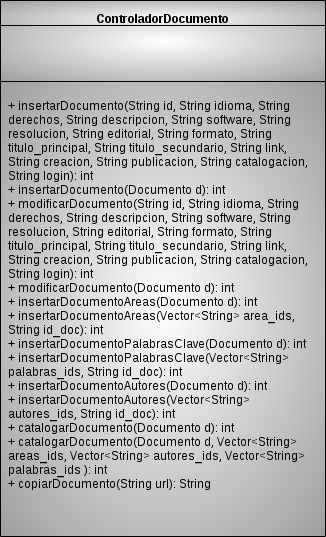 ControladorDocumento
+ insertarDocumento(String id, String idioma, String
derechos, String descripcion, String software, String
resolucion, String editorial, String formato, String
titulo_principal, String titulo_secundario, String link,
String creacion, String publicacion, String catalogacion,
String login): int
+ insertarDocumento(Documento d): int
+ modificarDocumento(String id, String idioma, String
derechos, String descripcion, String software, String
resolucion, String editorial, String formato, String
titulo_principal, String titulo_secundario, String link,
String creacion, String publicacion, String catalogacion,
String login): int
+ modificarDocumento(Documento d): int
+ insertarDocumentoAreas(Documento d): int
+ insertarDocumentoAreas(Vector<String> area_ids,
String id_doc): int
+ insertarDocumentoPalabrasClave(Documento d): int
+ insertarDocumentoPalabrasClave(Vector<String>
palabras_ids, String id_doc): int
+ insertarDocumentoAutores(Documento d): int
+ insertarDocumentoAutores(Vector<String>
autores_ids, String id_doc): int
+ catalogarDocumento(Documento d): int
+ catalogarDocumento(Documento d, Vector<String>
areas_ids, Vector<String> autores_ids, Vector<String>
palabras_ids ): int
+ copiarDocumento(String url): String